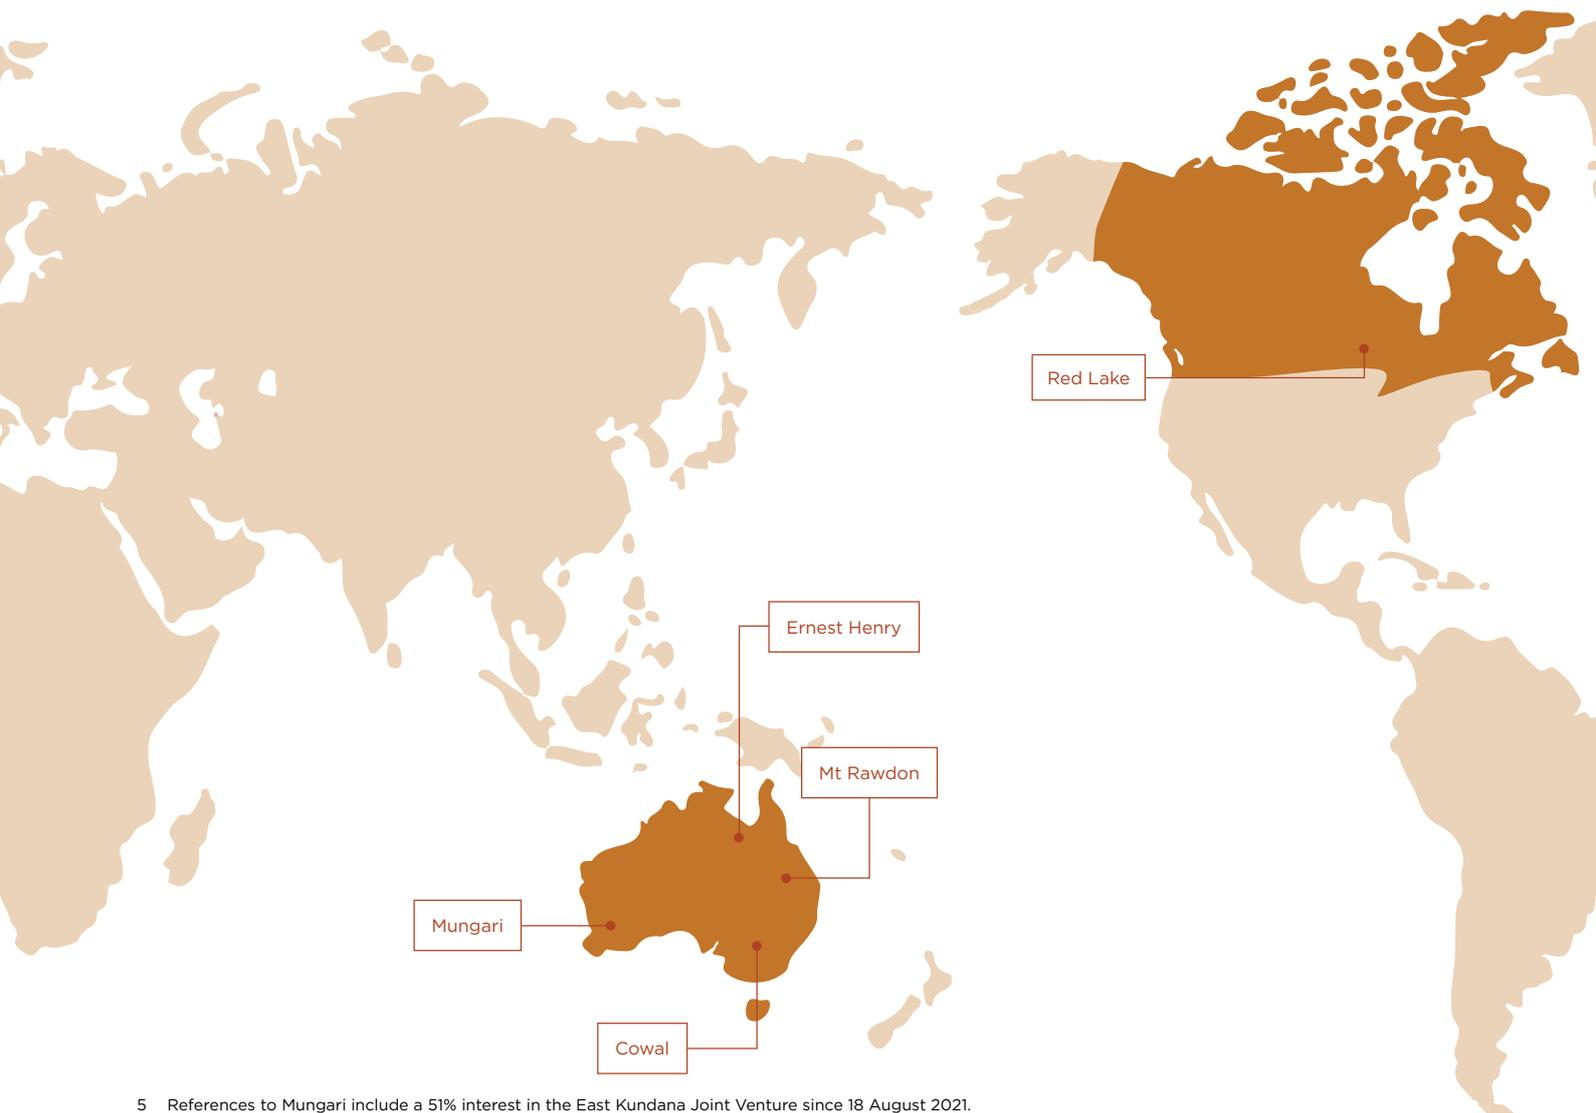 Red Lake
Ernest Henry
Mt Rawdon
Mungari
Cowal
5 References to Mungari include a 51% interest in the East Kundana Joint Venture since 18 August 2021.